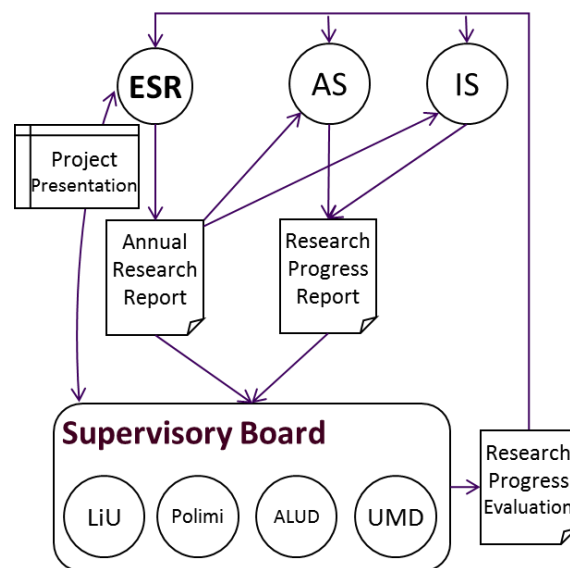 ESR
AS
IS
Project
Presentation
Annual
Research
Report
Research
Progress
Report
Supervisory Board
LiU
Polimi
ALUD
UMD
Research
Progress
Evaluation